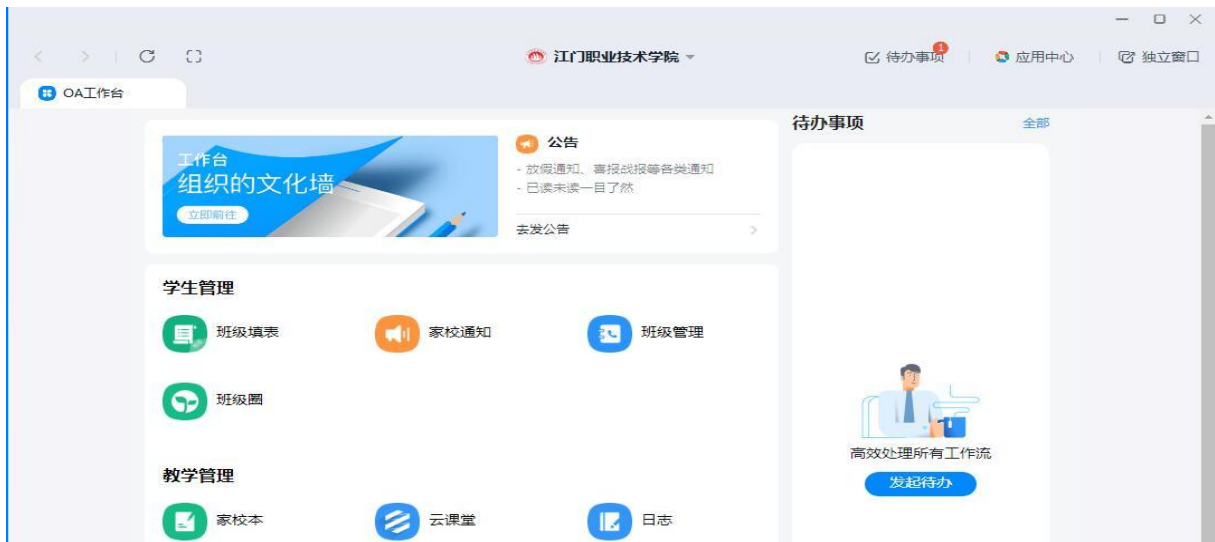 江门职业技术学院
待办事项
1
应用中心
独立窗口
OA工作台
工作台
组织的文化墙
立即前往
公告
- 放假通知、喜报战报等各类通知
- 已读未读一目了然
去发公告
待办事项
全部
学生管理
班级填表
家校通知
班级管理
班级圈
高效处理所有工作流
发起待办
教学管理
家校本
云课堂
日志